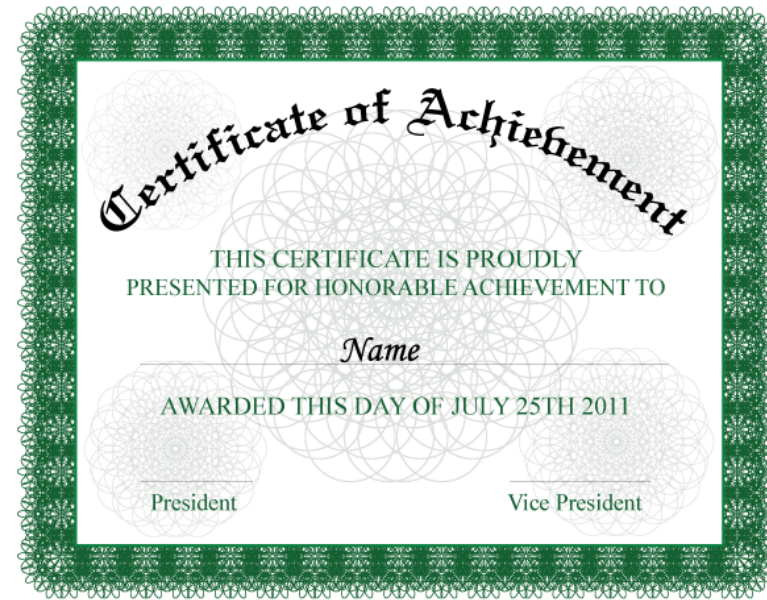 Certificate of Achievement
THIS CERTIFICATE IS PROUDLY
PRESENTED FOR HONORABLE ACHIEVEMENT TO
Name
AWARDED THIS DAY OF JULY 25TH 2011
President Vice President